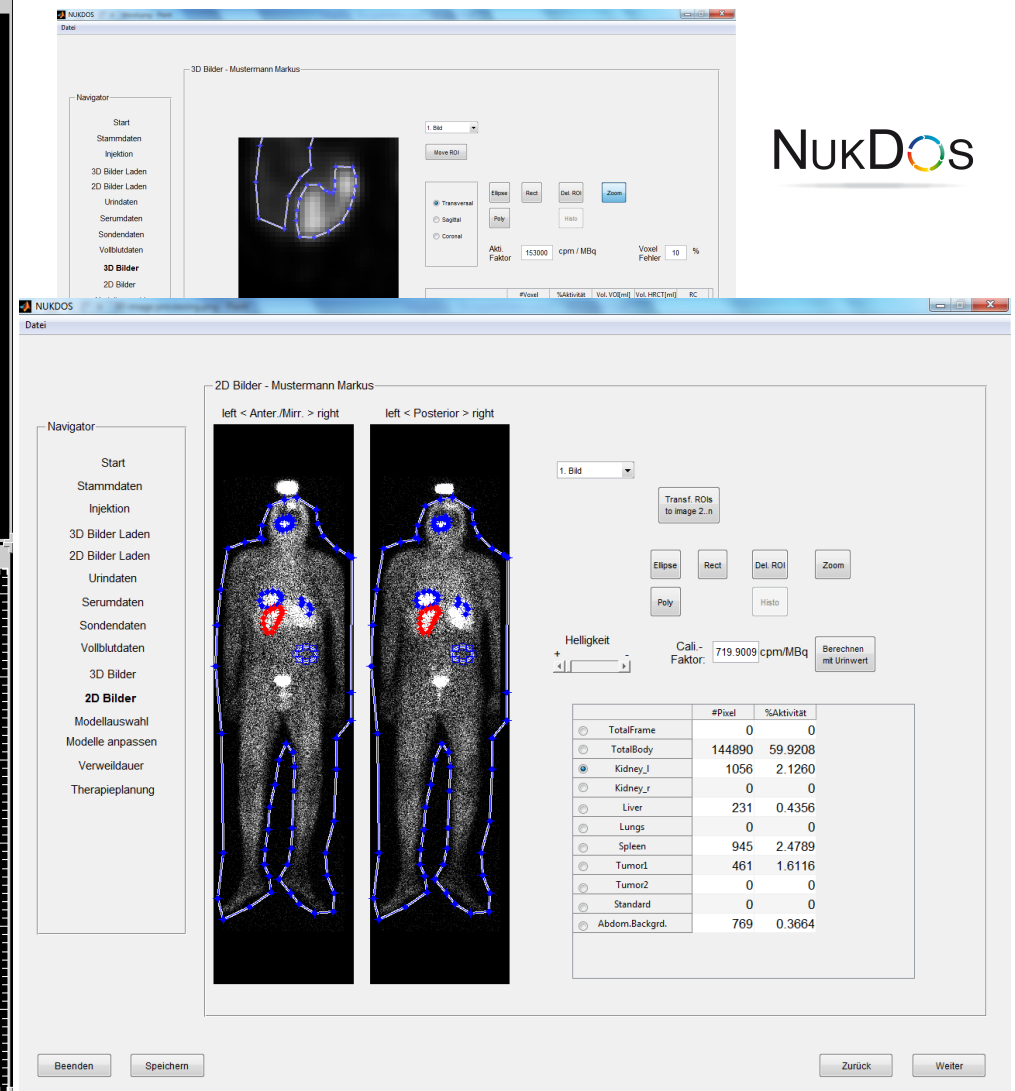 NUKDOS
Datei
3D Bilder - Mustermann Markus
Navigator
Start
Stammdaten
Injektion
3D Bilder Laden
2D Bilder Laden
Urindaten
Serumdaten
Sondendaten
Vollblutdaten
3D Bilder
2D Bilder
1. Bild
Move ROI
Transversal
Sagittal
Coronal
Ellipse Rect Del. ROI Zoom
Poly Histo
Akti. Voxel
Faktor 153000 cpm / MBq Fehler 10 %
#Voxel %Aktivität Vol. VOI[ml] Vol. HRCT[ml] RC
NUKDOS
NUKDOS
Datei
2D Bilder - Mustermann Markus
left < Anter./Mirr. > right left < Posterior > right
Navigator
Start
Stammdaten
Injektion
3D Bilder Laden
2D Bilder Laden
Urindaten
Serumdaten
Sondendaten
Vollblutdaten
3D Bilder
2D Bilder
Modellauswahl
Modelle anpassen
Verweildauer
Therapieplanung
1. Bild
Transf. ROIs
to image 2..n
Ellipse Rect Del. ROI Zoom
Poly Histo
Helligkeit
+ -
Cali.-
Faktor: 719.9009 cpm/MBq
Berechnen
mit Urinwert
#Pixel %Aktivität
TotalFrame 0 0
TotalBody 144890 59.9208
Kidney_l 1056 2.1260
Kidney_r 0 0
Liver 231 0.4356
Lungs 0 0
Spleen 945 2.4789
Tumor1 461 1.6116
Tumor2 0 0
Standard 0 0
Abdom.Backgrd. 769 0.3664
Beenden Speichern Zurück Weiter